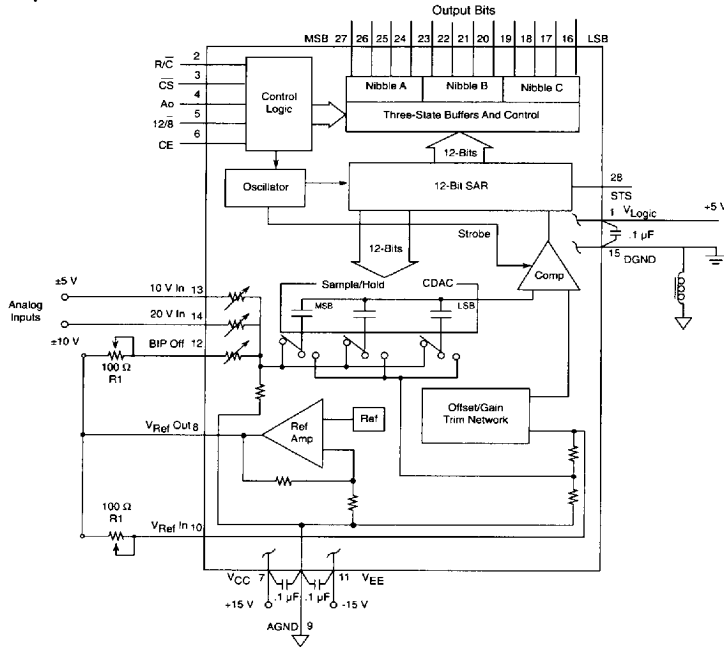 Output Bits
MSB 27 26 25 24 23 22 21 20 19 18 17 16 LSB
R/C̅ 2
C̅S̅ 3
Ao 4
12/8̅ 5
CE 6
Control Logic
Nibble A Nibble B Nibble C
Three-State Buffers And Control
12-Bits
Oscillator
12-Bit SAR
28
STS
1 VLogic +5 V
.1 µF
15 DGND
12-Bits
Strobe
Comp
Sample/Hold CDAC
MSB LSB
Analog Inputs
±5 V
10 V In 13
20 V In 14
±10 V
BIP Off 12
100 Ω
R1
Offset/Gain Trim Network
VRef Out 8
Ref Amp
Ref
100 Ω
R1
VRef In 10
VCC 7 11 VEE
.1 µF .1 µF
+15 V -15 V
AGND 9